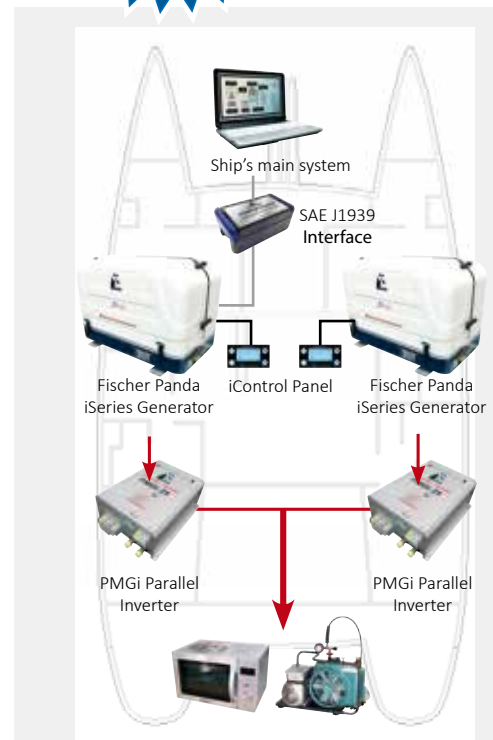 Ship's main system
SAE J1939
Interface
Fischer Panda
iSeries Generator
iControl Panel
Fischer Panda
iSeries Generator
PMGi Parallel
Inverter
PMGi Parallel
Inverter